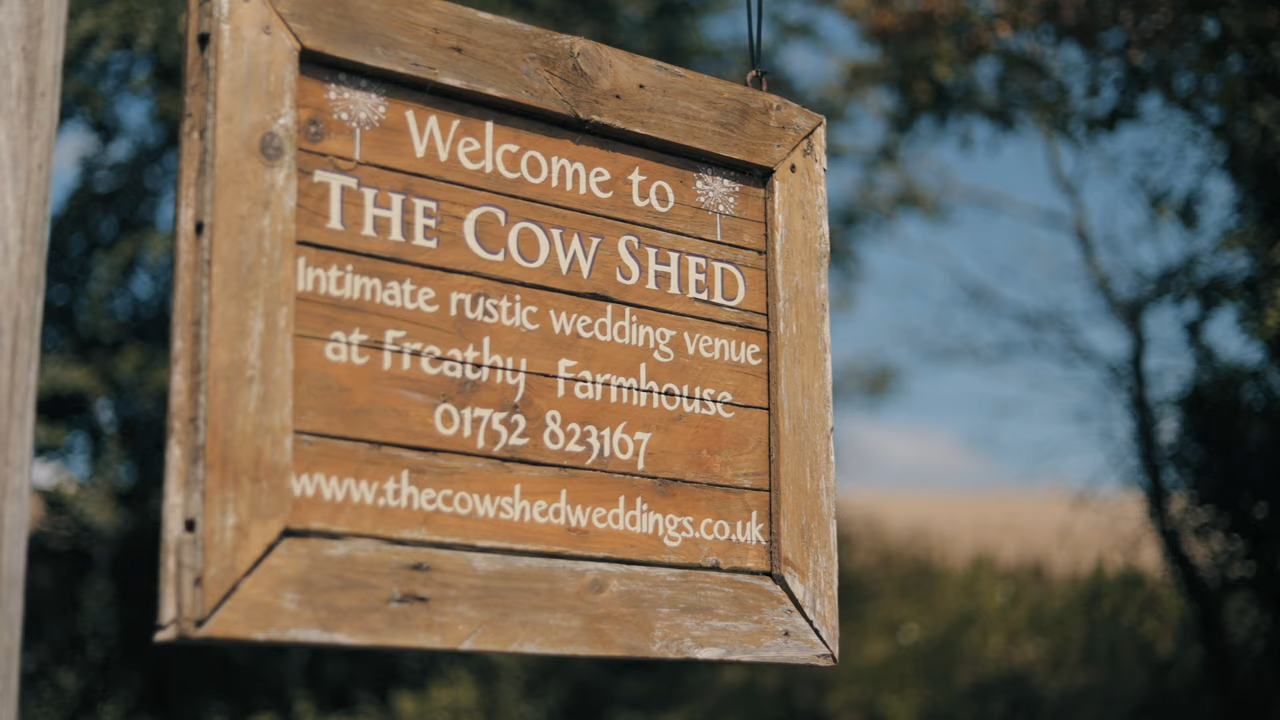 Welcome to
THE COW SHED
Intimate rustic wedding venue
at Freathy Farmhouse
01752 823167
www.thecowshedweddings.co.uk